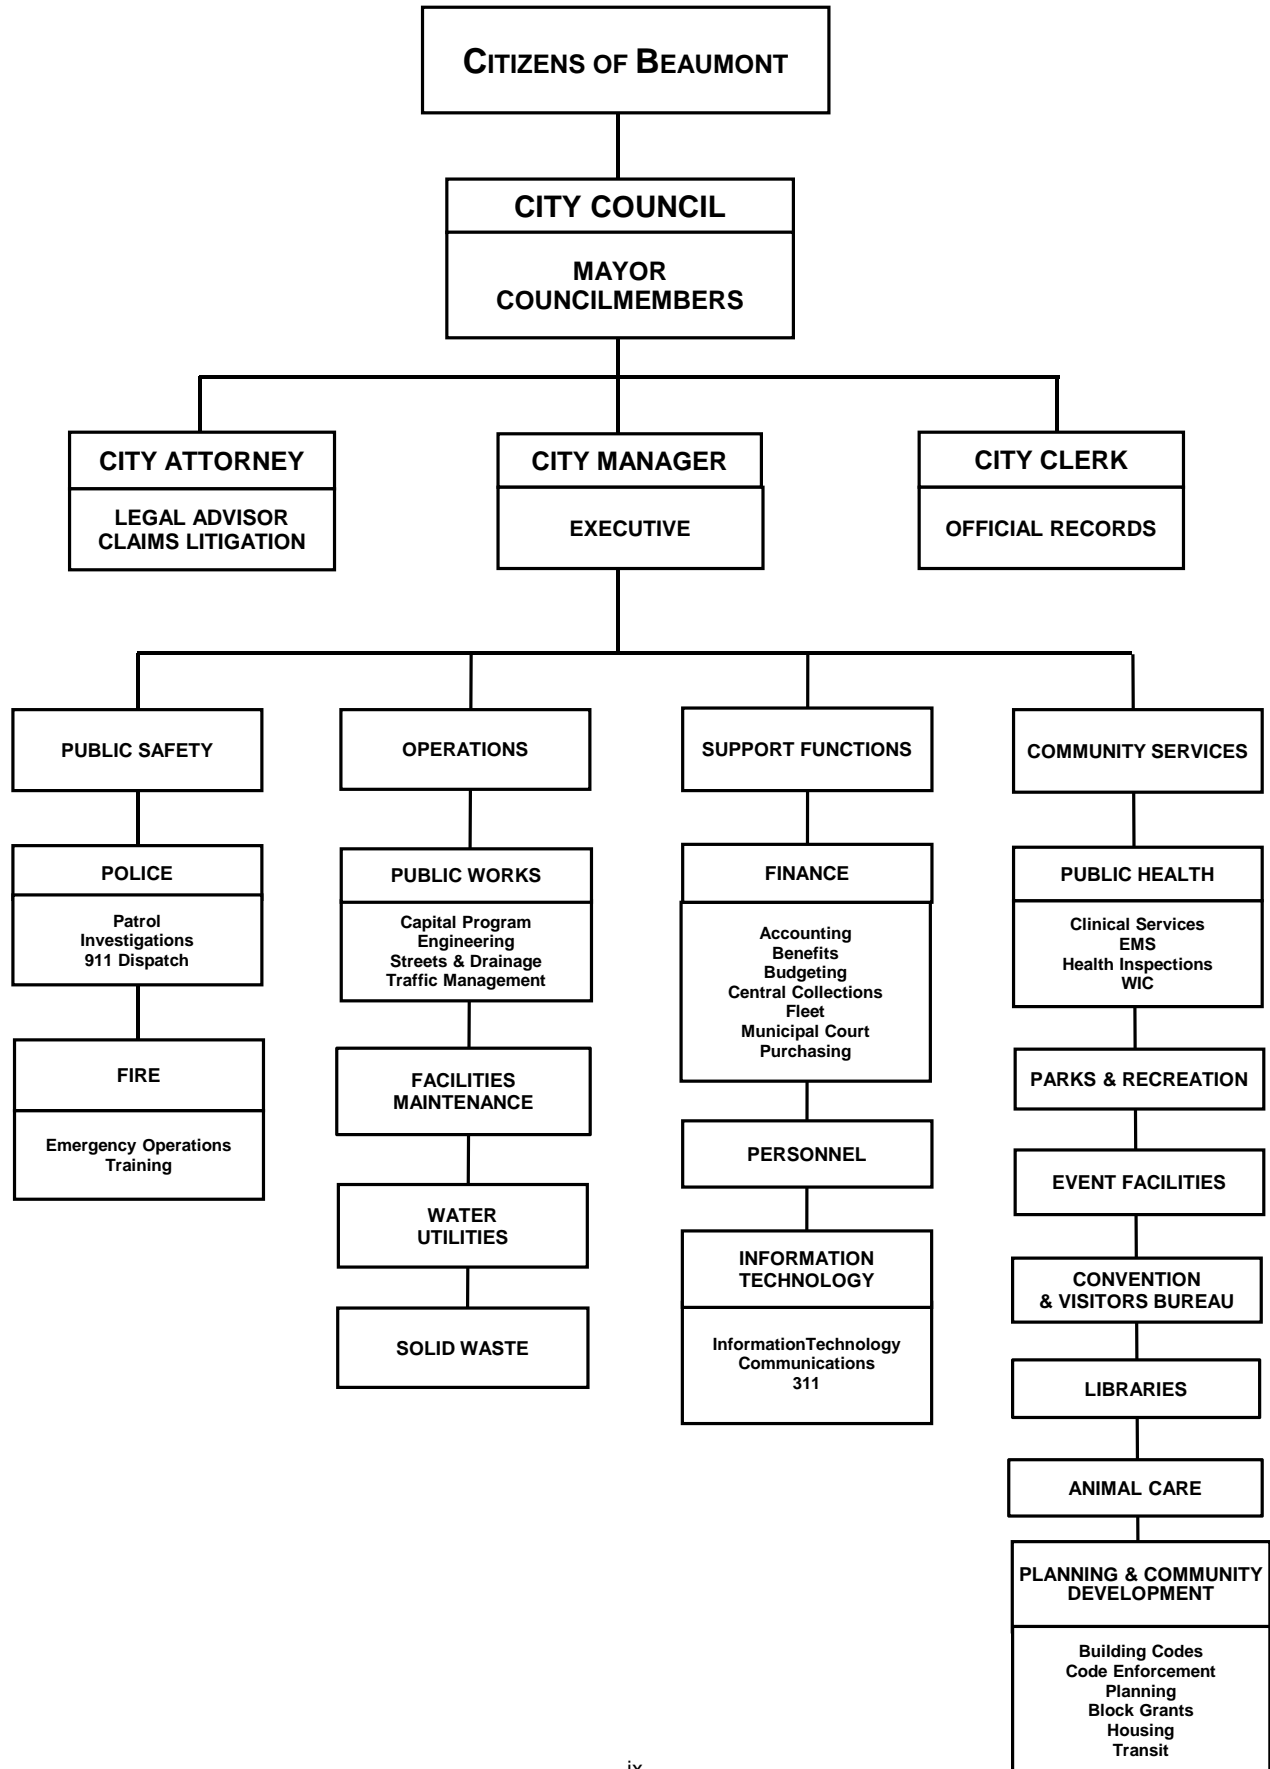 CITIZENS OF BEAUMONT
CITY COUNCIL
MAYOR
COUNCILMEMBERS
CITY ATTORNEY
LEGAL ADVISOR
CLAIMS LITIGATION
CITY MANAGER
EXECUTIVE
CITY CLERK
OFFICIAL RECORDS
PUBLIC SAFETY
POLICE
Patrol
Investigations
911 Dispatch
FIRE
Emergency Operations
Training
OPERATIONS
PUBLIC WORKS
Capital Program
Engineering
Streets & Drainage
Traffic Management
FACILITIES
MAINTENANCE
WATER
UTILITIES
SOLID WASTE
SUPPORT FUNCTIONS
FINANCE
Accounting
Benefits
Budgeting
Central Collections
Fleet
Municipal Court
Purchasing
PERSONNEL
INFORMATION
TECHNOLOGY
InformationTechnology
Communications
311
COMMUNITY SERVICES
PUBLIC HEALTH
Clinical Services
EMS
Health Inspections
WIC
PARKS & RECREATION
EVENT FACILITIES
CONVENTION
& VISITORS BUREAU
LIBRARIES
ANIMAL CARE
PLANNING & COMMUNITY
DEVELOPMENT
Building Codes
Code Enforcement
Planning
Block Grants
Housing
Transit
ix